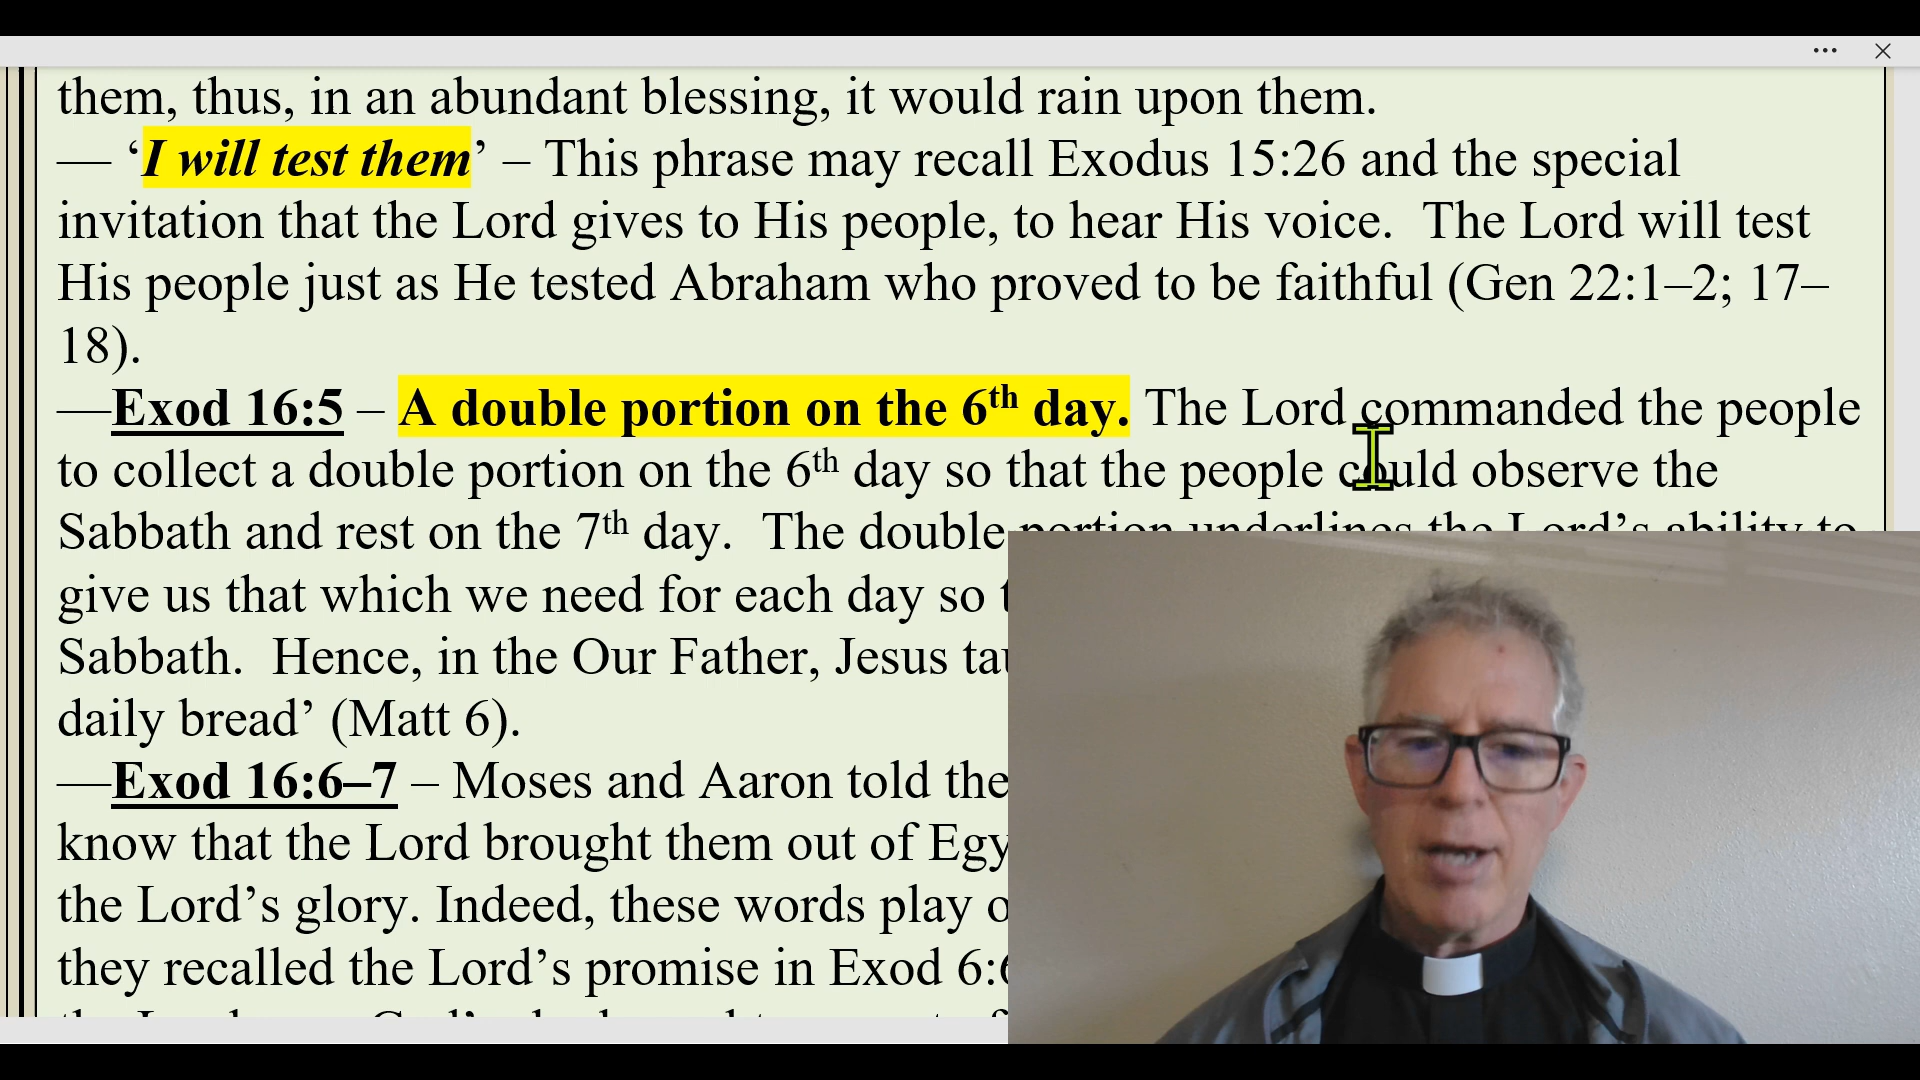 them, thus, in an abundant blessing, it would rain upon them.
— ‘I will test them’ – This phrase may recall Exodus 15:26 and the special
invitation that the Lord gives to His people, to hear His voice.  The Lord will test
His people just as He tested Abraham who proved to be faithful (Gen 22:1–2; 17–
18).
—Exod 16:5 – A double portion on the 6th day. The Lord commanded the people
to collect a double portion on the 6th day so that the people could observe the
Sabbath and rest on the 7th day.  The double portion underlines the Lord’s ability to
give us that which we need for each day so
Sabbath.  Hence, in the Our Father, Jesus
daily bread’ (Matt 6).
—Exod 16:6–7 – Moses and Aaron told the
know that the Lord brought them out of
the Lord’s glory. Indeed, these words play
they recalled the Lord’s promise in Exod